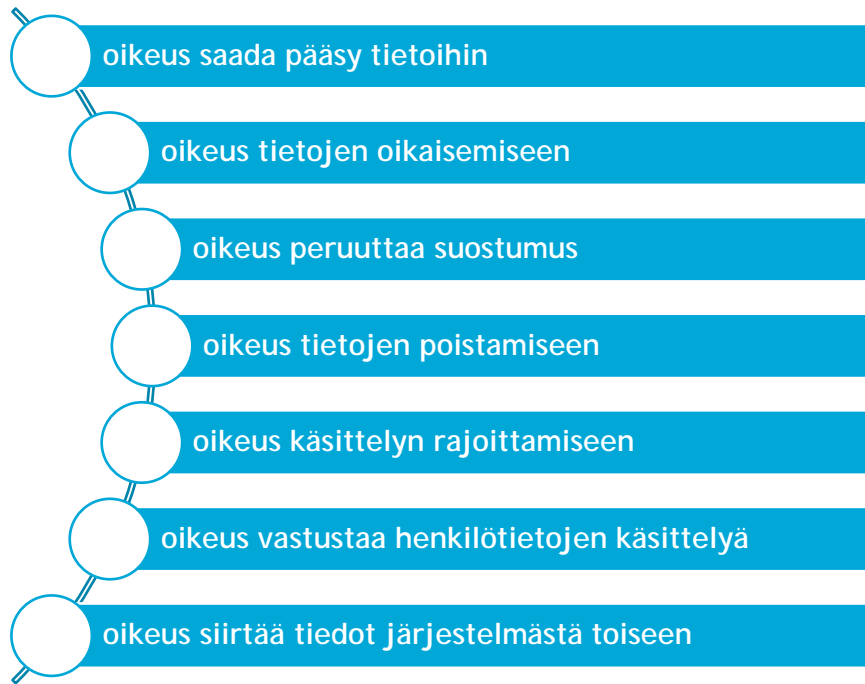 oikeus saada pääsy tietoihin
oikeus tietojen oikaisemiseen
oikeus peruuttaa suostumus
oikeus tietojen poistamiseen
oikeus käsittelyn rajoittamiseen
oikeus vastustaa henkilötietojen käsittelyä
oikeus siirtää tiedot järjestelmästä toiseen